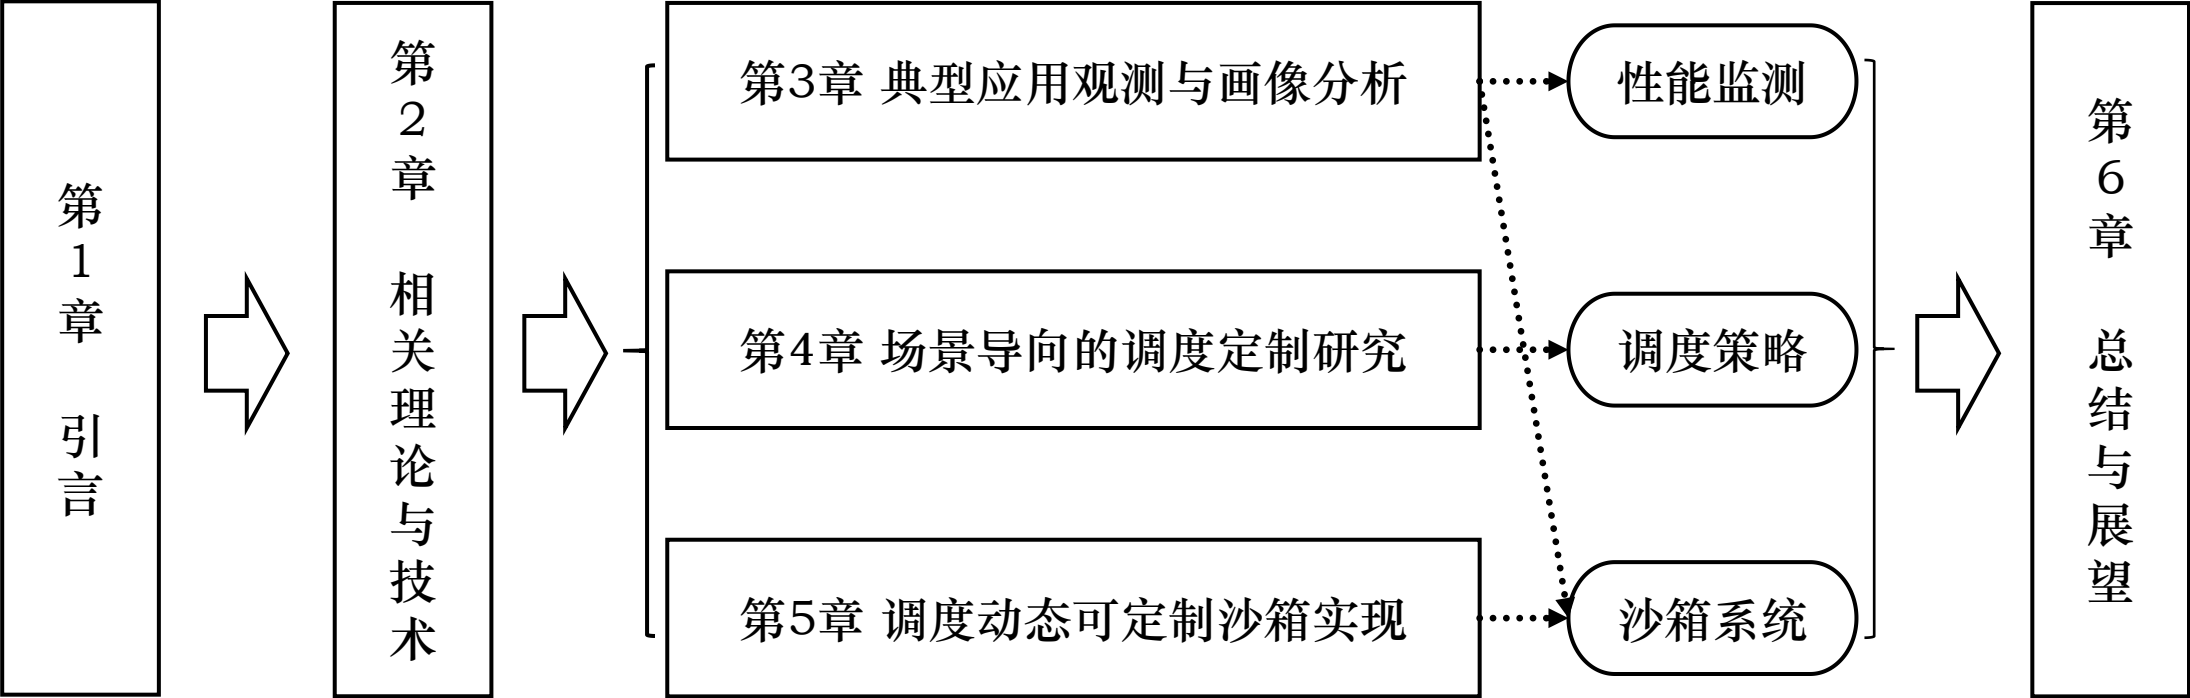 第1章 引言
第2章 相关理论与技术
第3章 典型应用观测与画像分析
性能监测
第4章 场景导向的调度定制研究
调度策略
第5章 调度动态可定制沙箱实现
沙箱系统
第6章 总结与展望